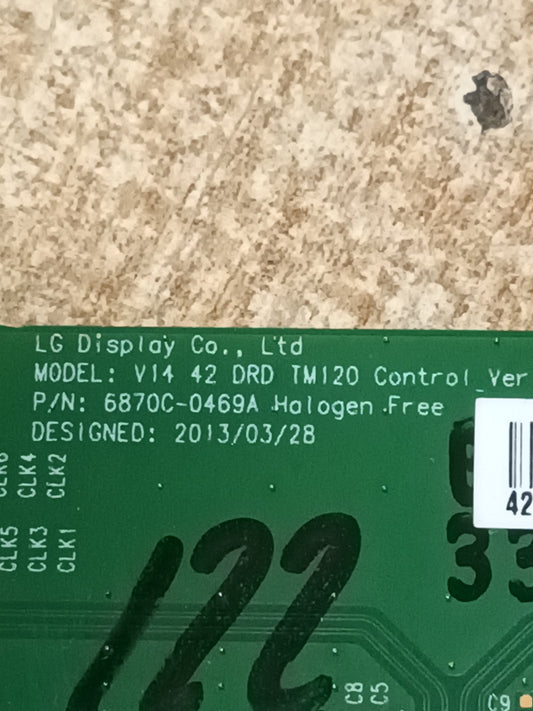 LG Display Co., Ltd
MODEL: V14 42 DRD TM120 Control_Ver
P/N: 6870C-0469A Halogen Free
DESIGNED: 2013/03/28
CLK4
CLK2
CLK5
CLK3
CLK1
42
33
122
C8
C5
C9